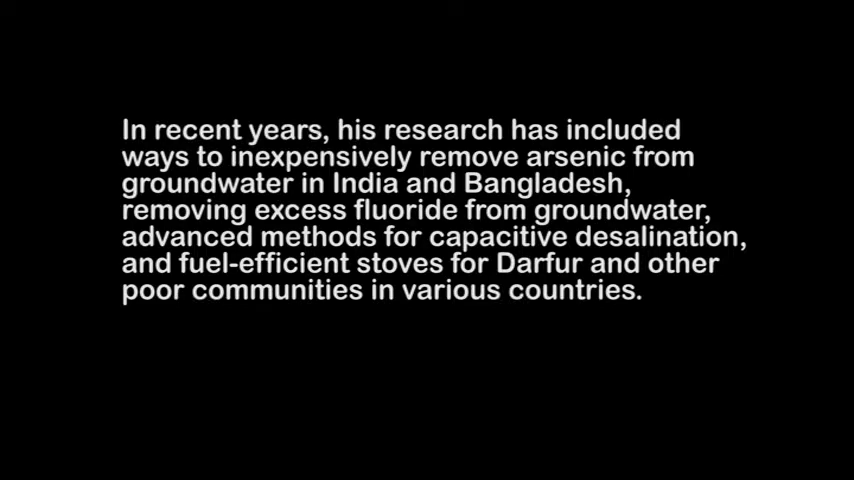 In recent years, his research has included
ways to inexpensively remove arsenic from
groundwater in India and Bangladesh,
removing excess fluoride from groundwater,
advanced methods for capacitive desalination,
and fuel-efficient stoves for Darfur and other
poor communities in various countries.